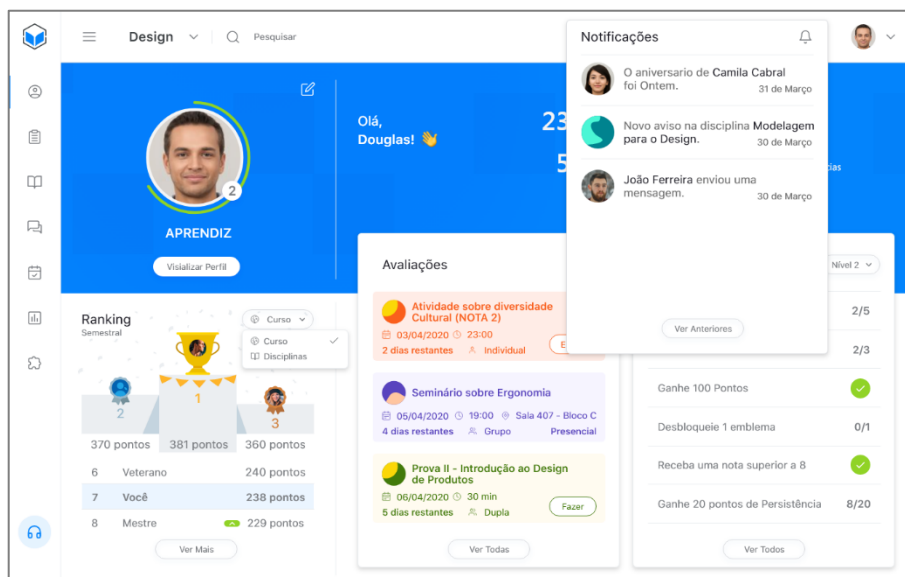 Design
Pesquisar
Notificações
O aniversario de Camila Cabral
foi Ontem.
31 de Março
Novo aviso na disciplina Modelagem
para o Design.
30 de Março
João Ferreira enviou uma
mensagem.
30 de Março
Ver Anteriores
2
APRENDIZ
Visializar Perfil
Olá,
Douglas!
23
5
Ranking
Semestral
Curso
Curso
Disciplinas
2
1
3
370 pontos
381 pontos
360 pontos
6 Veterano 240 pontos
7 Você 238 pontos
8 Mestre 229 pontos
Ver Mais
Avaliações
Atividade sobre diversidade
Cultural (NOTA 2)
03/04/2020 23:00
2 dias restantes Individual
Seminário sobre Ergonomia
05/04/2020 19:00 Sala 407 - Bloco C
4 dias restantes Grupo Presencial
Prova II - Introdução ao Design
de Produtos
06/04/2020 30 min
5 dias restantes Dupla
Fazer
Ver Todas
Nível 2
2/5
2/3
Ganhe 100 Pontos
Desbloqueie 1 emblema 0/1
Receba uma nota superior a 8
Ganhe 20 pontos de Persistência 8/20
Ver Todos